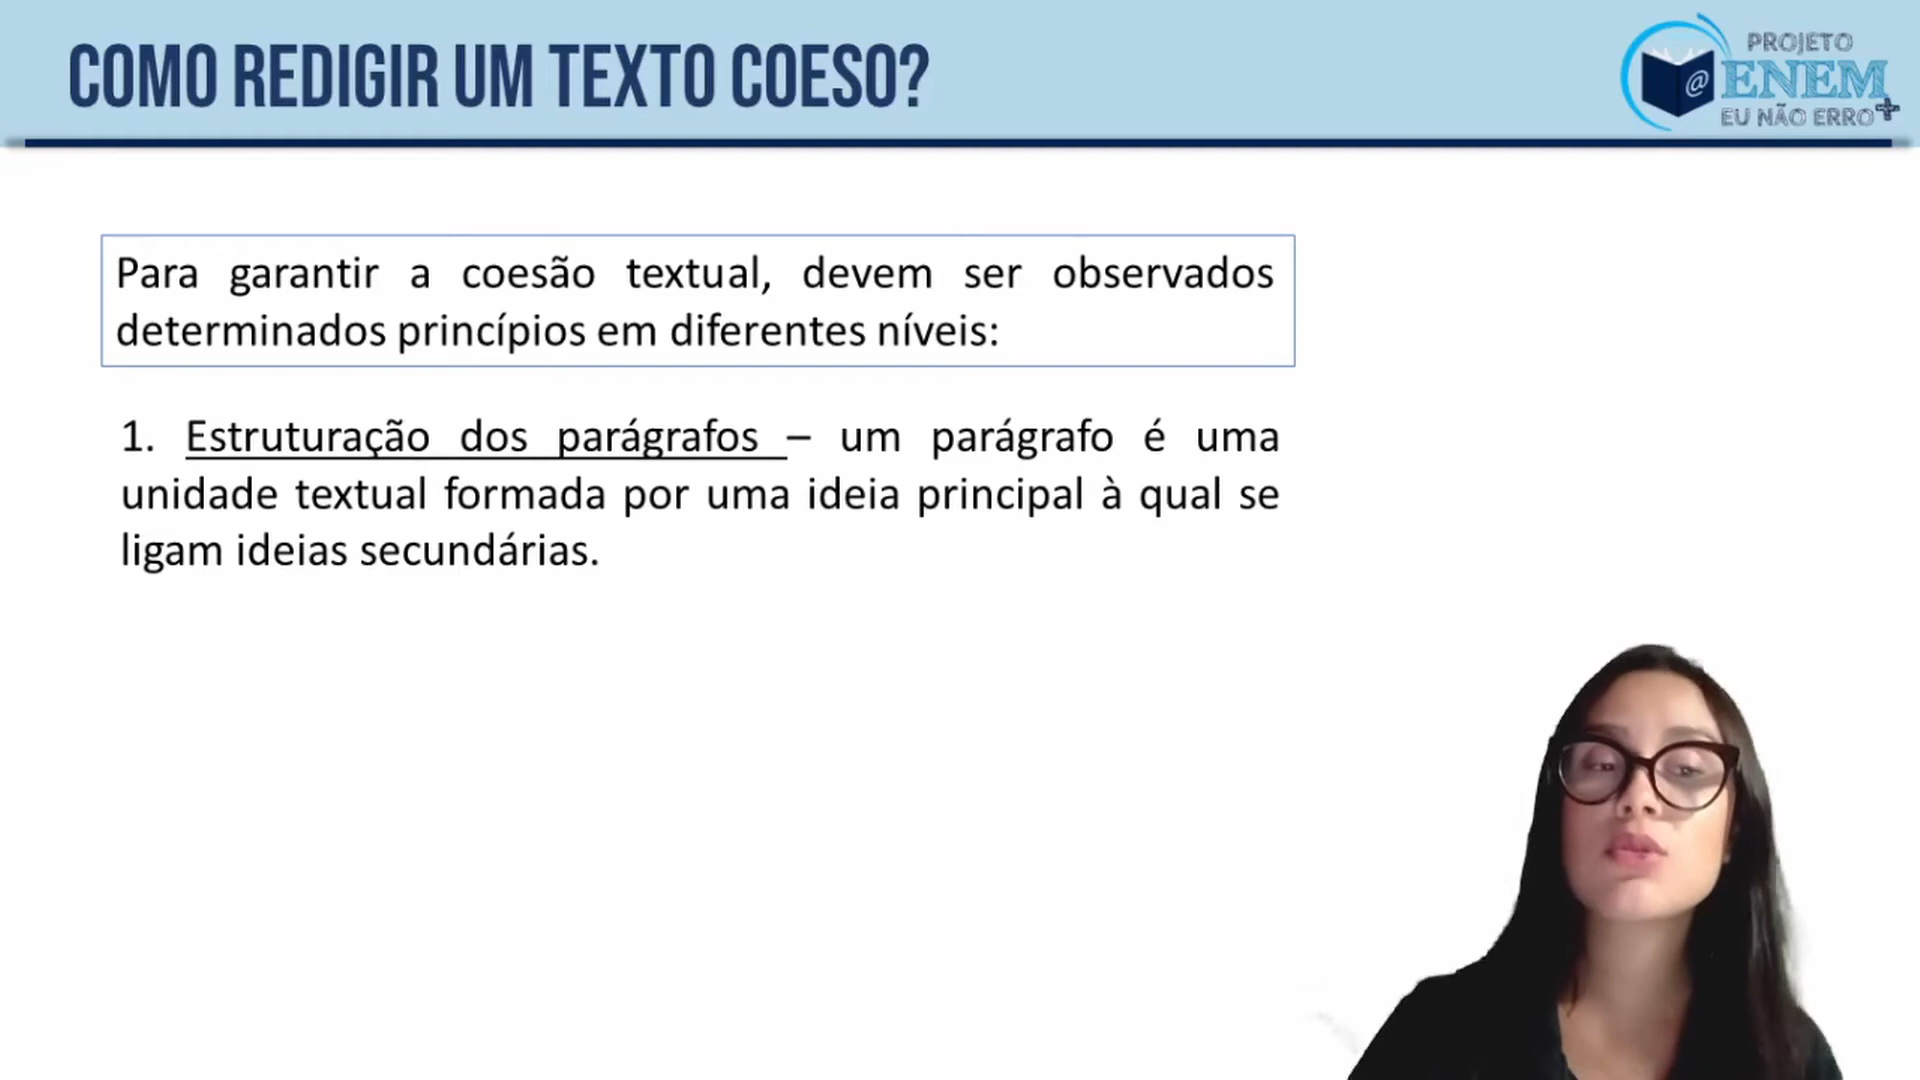 COMO REDIGIR UM TEXTO COESO?
PROJETO
@ENEM+
EU NÃO ERRO
Para garantir a coesão textual, devem ser observados
determinados princípios em diferentes níveis:
1. Estruturação dos parágrafos – um parágrafo é uma
unidade textual formada por uma ideia principal à qual se
ligam ideias secundárias.